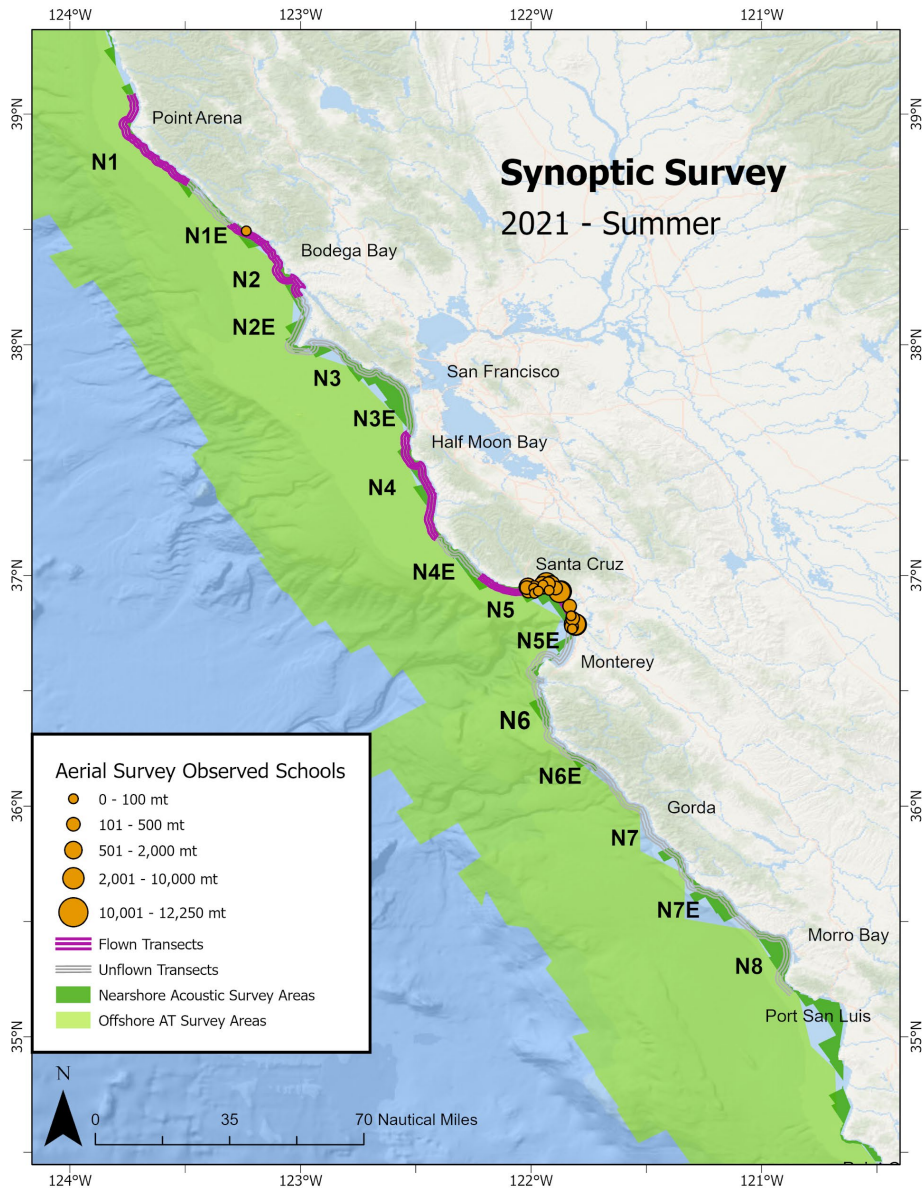 124°W 123°W 122°W 121°W
39°N 39°N
Point Arena
N1
Synoptic Survey
2021 - Summer
N1E
Bodega Bay
N2
N2E
38°N 38°N
San Francisco
N3
N3E
Half Moon Bay
N4
Santa Cruz
N4E
37°N 37°N
N5
N5E
Monterey
N6
N6E
36°N 36°N
Gorda
N7
N7E
Morro Bay
N8
Port San Luis
35°N 35°N
Aerial Survey Observed Schools
0 - 100 mt
101 - 500 mt
501 - 2,000 mt
2,001 - 10,000 mt
10,001 - 12,250 mt
Flown Transects
Unflown Transects
Nearshore Acoustic Survey Areas
Offshore AT Survey Areas
N
0 35 70 Nautical Miles
124°W 123°W 122°W 121°W